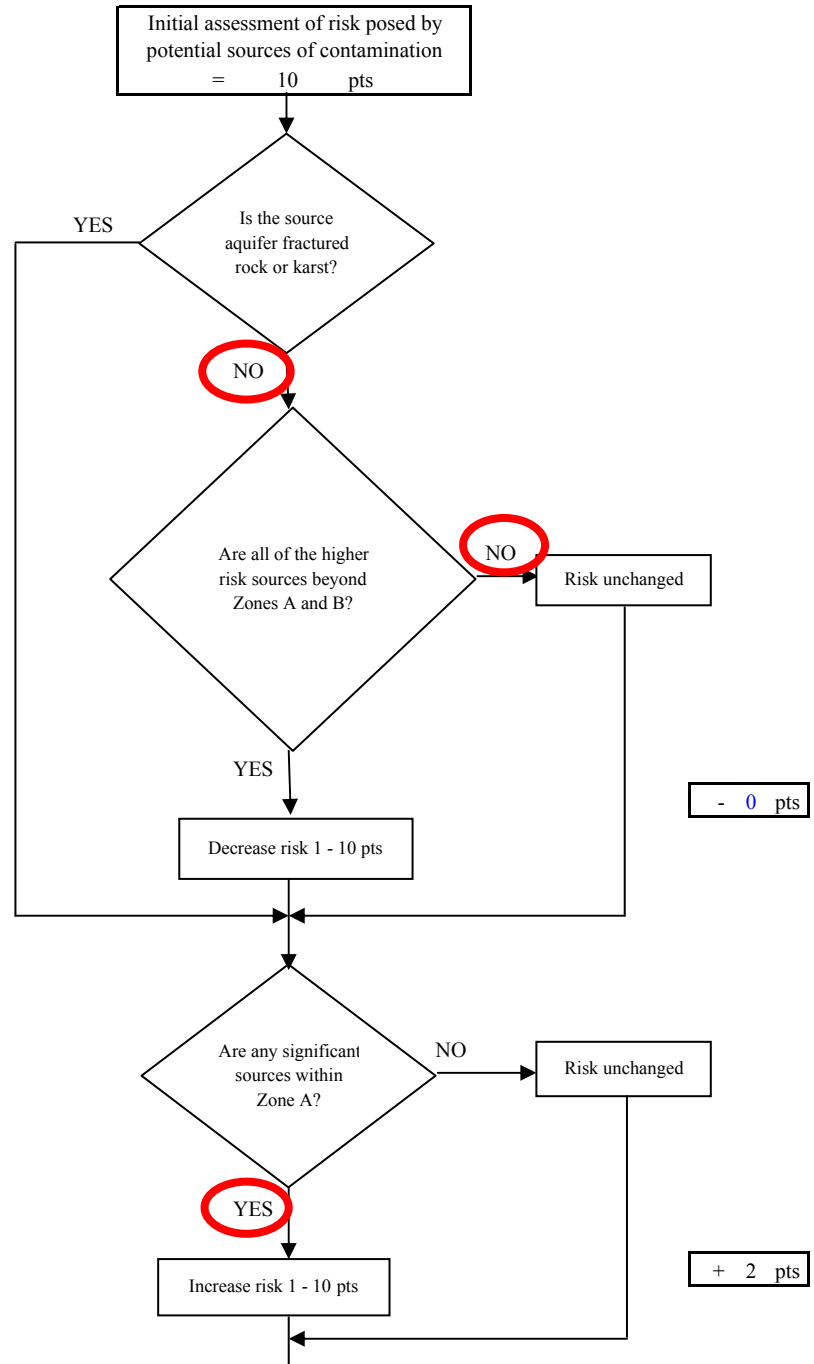 Initial assessment of risk posed by
potential sources of contamination
= 10 pts
YES
Is the source
aquifer fractured
rock or karst?
NO
Are all of the higher
risk sources beyond
Zones A and B?
NO
Risk unchanged
YES
- 0 pts
Decrease risk 1 - 10 pts
Are any significant
sources within
Zone A?
NO
Risk unchanged
YES
Increase risk 1 - 10 pts
+ 2 pts